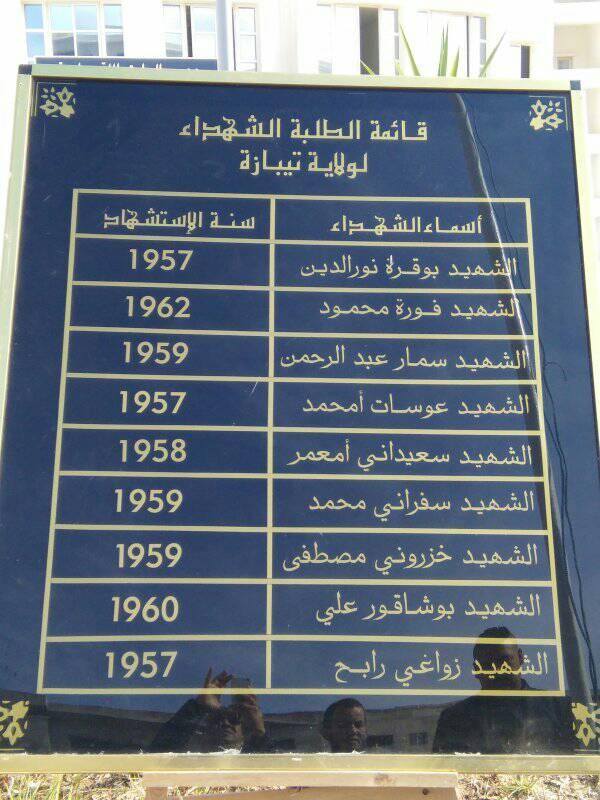 قائمة الطلبة الشهداء
لولاية تيبازة
أسماء الشهداء سنة الإستشهاد
الشهيد بوقرة نورالدين 1957
الشهيد فورة محمود 1962
الشهيد سمار عبد الرحمن 1959
الشهيد عوسات أمحمد 1957
الشهيد سعيداني أمعمر 1958
الشهيد سفراني محمد 1959
الشهيد خزروني مصطفى 1959
الشهيد بوشاقور علي 1960
الشهيد زواغي رابح 1957